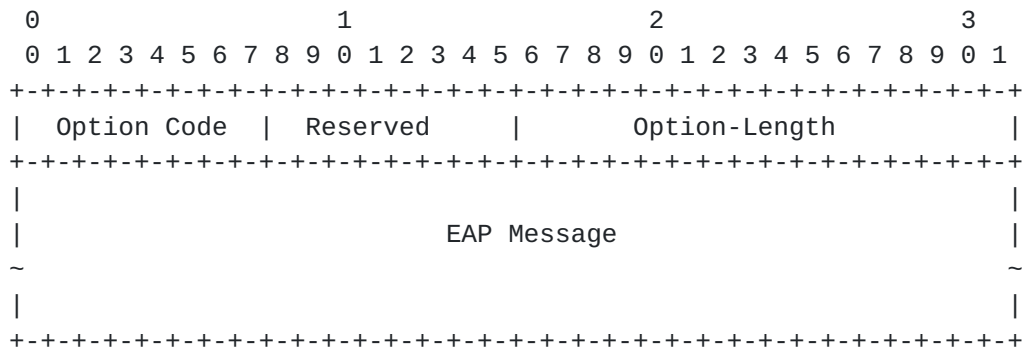 0                   1                   2                   3
 0 1 2 3 4 5 6 7 8 9 0 1 2 3 4 5 6 7 8 9 0 1 2 3 4 5 6 7 8 9 0 1
+-+-+-+-+-+-+-+-+-+-+-+-+-+-+-+-+-+-+-+-+-+-+-+-+-+-+-+-+-+-+-+-+
|  Option Code  |  Reserved     |       Option-Length           |
+-+-+-+-+-+-+-+-+-+-+-+-+-+-+-+-+-+-+-+-+-+-+-+-+-+-+-+-+-+-+-+-+
|                                                               |
|                           EAP Message                         |
~                                                               ~
|                                                               |
+-+-+-+-+-+-+-+-+-+-+-+-+-+-+-+-+-+-+-+-+-+-+-+-+-+-+-+-+-+-+-+-+